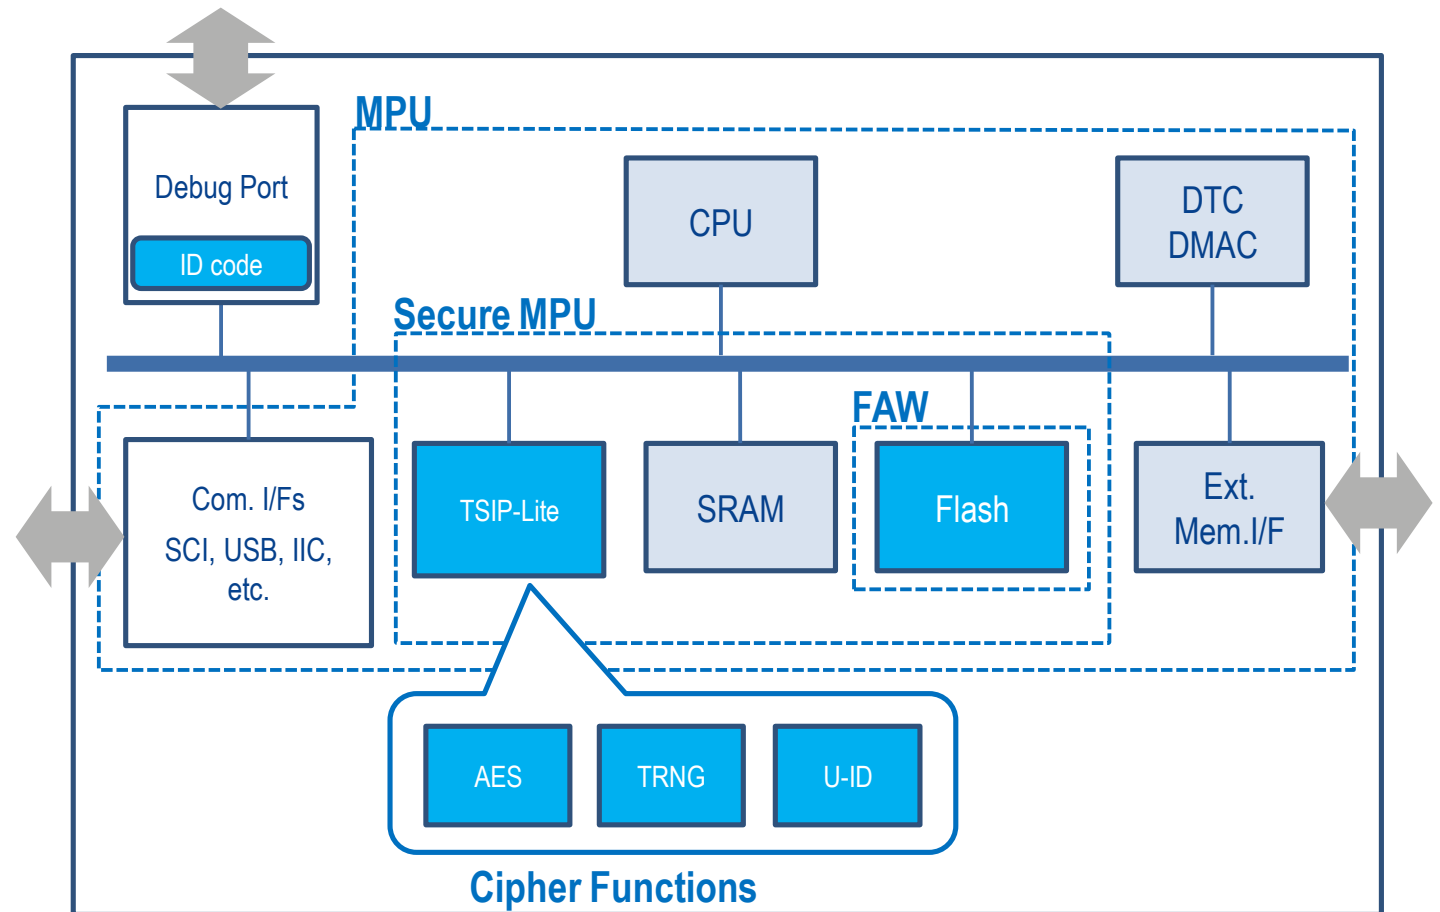 MPU
Debug Port
ID code
CPU
DTC
DMAC
Secure MPU
FAW
Com. I/Fs
SCI, USB, IIC,
etc.
TSIP-Lite
SRAM
Flash
Ext.
Mem.I/F
AES
TRNG
U-ID
Cipher Functions